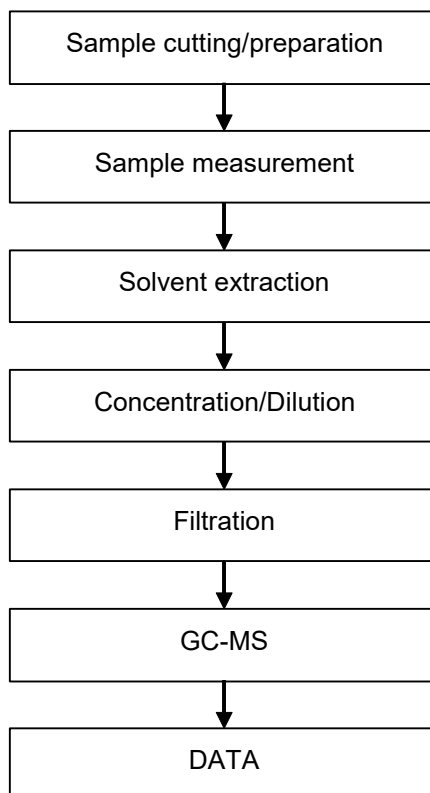 Sample cutting/preparation
Sample measurement
Solvent extraction
Concentration/Dilution
Filtration
GC-MS
DATA